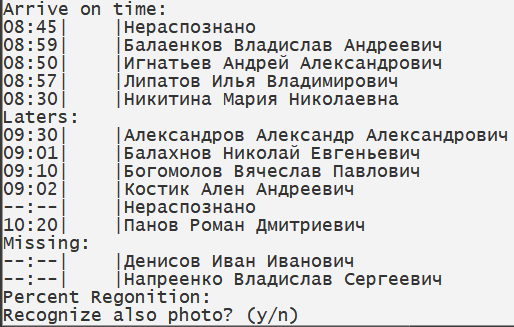 Arrive on time:
08:45|    |Нераспознано
08:59|    |Балаенков Владислав Андреевич
08:50|    |Игнатьев Андрей Александрович
08:57|    |Липатов Илья Владимирович
08:30|    |Никитина Мария Николаевна
Laters:
09:30|    |Александров Александр Александрович
09:01|    |Балахнов Николай Евгеньевич
09:10|    |Богомолов Вячеслав Павлович
09:02|    |Костик Ален Андреевич
--:--|    |Нераспознано
10:20|    |Панов Роман Дмитриевич
Missing:
--:--|    |Денисов Иван Иванович
--:--|    |Напреенко Владислав Сергеевич
Percent Regonition:
Recognize also photo? (y/n)